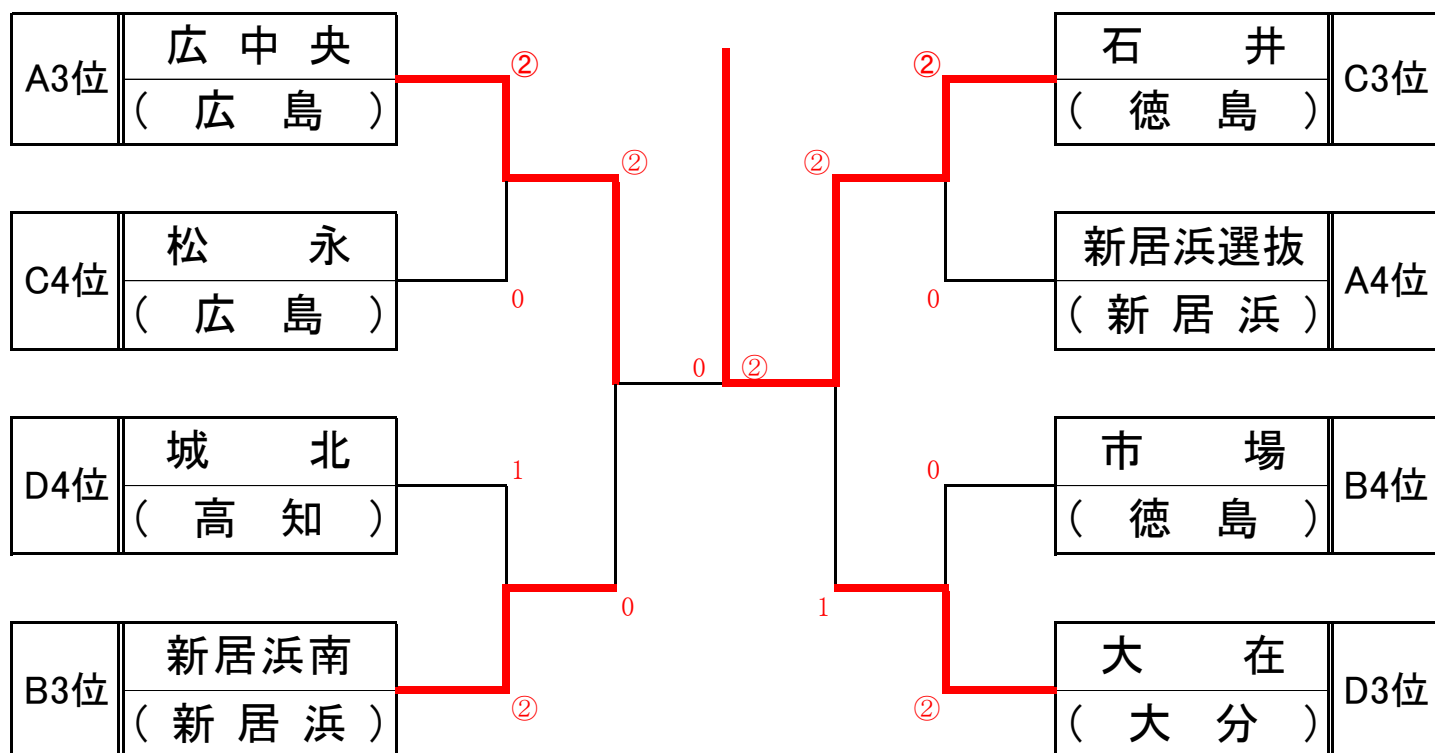 A3位 広中央 ② ② 石井 C3位
(広島) (徳島)
② ②
C4位 松永 新居浜選抜 A4位
(広島) 0 0 (新居浜)
0 ②
D4位 城北 1 0 市場 B4位
(高知) (徳島)
0 1
B3位 新居浜南 大在 D3位
(新居浜) ② ② (大分)